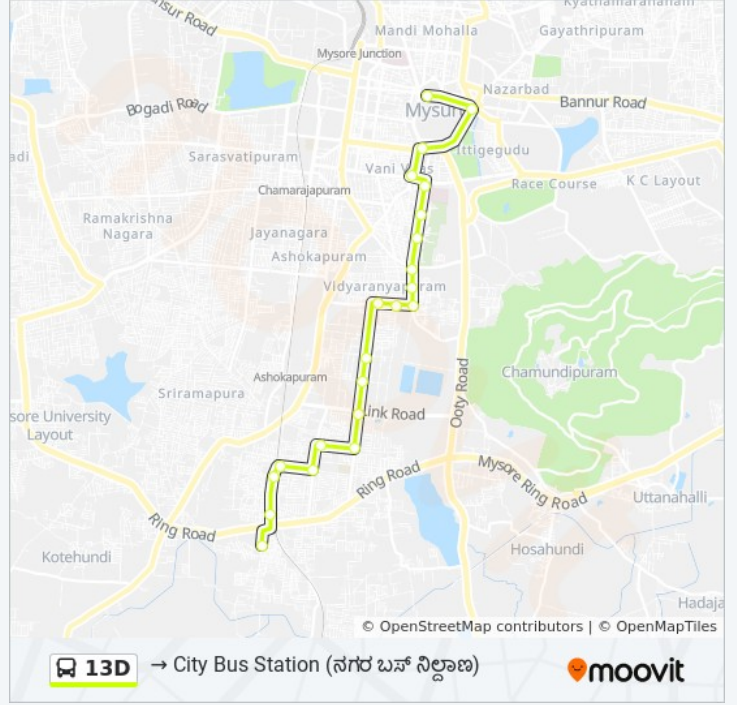 Kyathamaranahalli
nsur Road
Mandi Mohalla
Gayathripuram
Mysore Junction
Nazarbad
Bogadi Road
Bannur Road
Mysuru
adi
Sarasvatipuram
Ittigegudu
Vani Vilas
Race Course
K C Layout
Chamarajapuram
Ramakrishna
Nagara
Jayanagara
Ashokapuram
Vidyaranyapuram
Chamundipuram
Ashokapuram
Ooty Road
Sriramapura
Link Road
sore University
Layout
Ring Road
Mysore Ring Road
Uttanahalli
Ring Road
Kotehundi
Hosahundi
Hadaja
© OpenStreetMap contributors | © OpenMapTiles
13D → City Bus Station (ನಗರ ಬಸ್ ನಿಲ್ದಾಣ) moovit